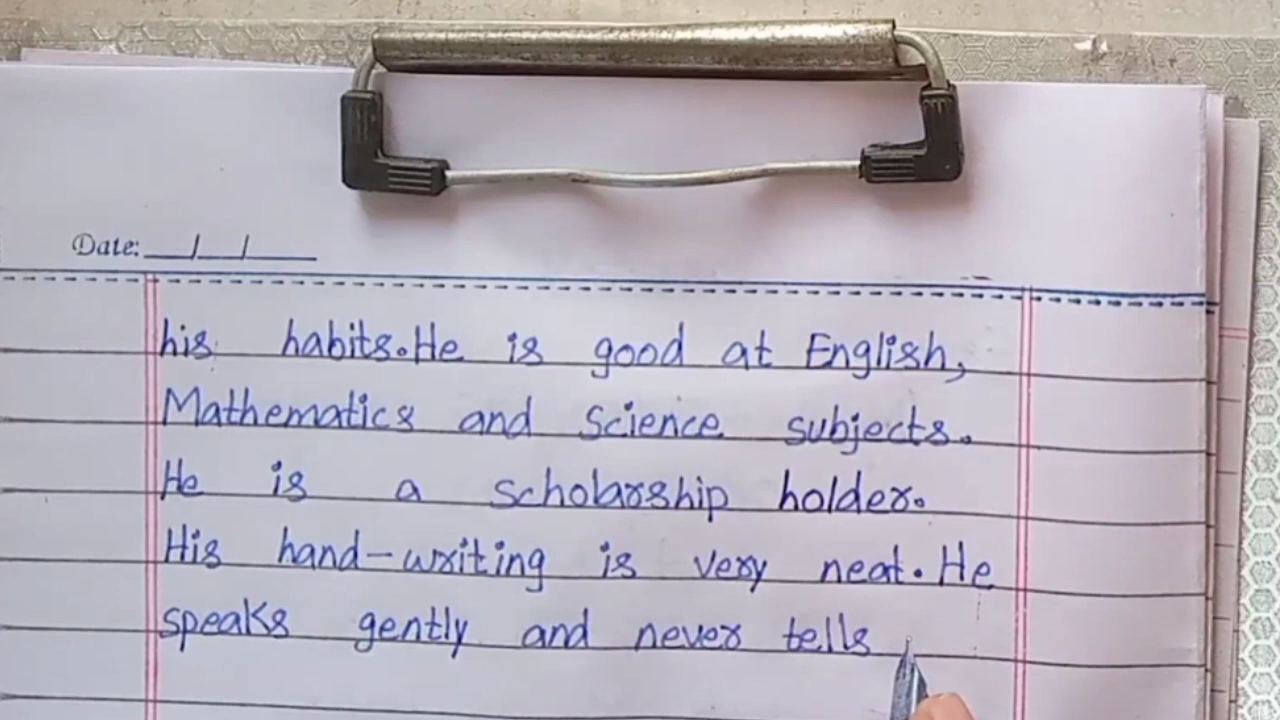 Date: __/__/____
his habits. He is good at English,
Mathematics and Science subjects.
He is a scholarship holder.
His hand-writing is very neat. He
speaks gently and never tells